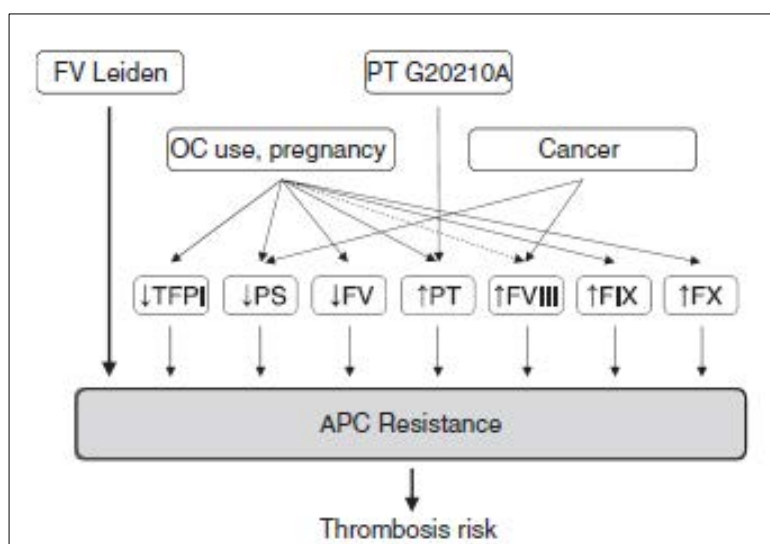 FV Leiden
PT G20210A
OC use, pregnancy
Cancer
↓TFPI
↓PS
↓FV
↑PT
↑FVIII
↑FIX
↑FX
APC Resistance
Thrombosis risk